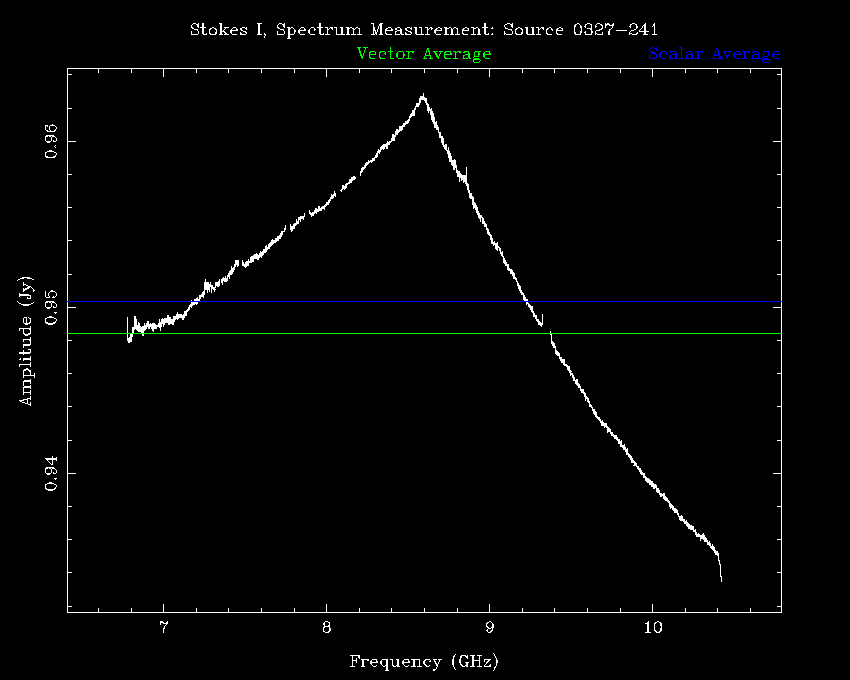 Stokes I, Spectrum Measurement: Source 0327−241
Vector Average Scalar Average
0.96
0.95
0.94
Amplitude (Jy)
7 8 9 10
Frequency (GHz)